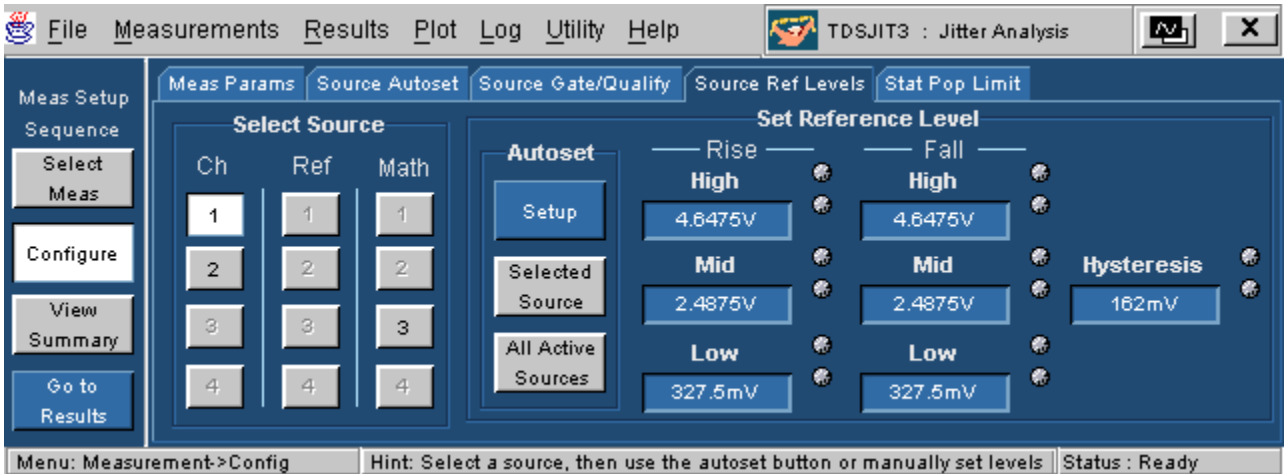 File Measurements Results Plot Log Utility Help TDSJIT3 : Jitter Analysis X
Meas Setup
Sequence
Select
Meas
Configure
View
Summary
Go to
Results
Meas Params Source Autoset Source Gate/Qualify Source Ref Levels Stat Pop Limit
Select Source
Ch Ref Math
1 1 1
2 2 2
3 3 3
4 4 4
Set Reference Level
Autoset
Setup
Selected
Source
All Active
Sources
Rise
High
4.6475V
Mid
2.4875V
Low
327.5mV
Fall
High
4.6475V
Mid
2.4875V
Low
327.5mV
Hysteresis
162mV
Menu: Measurement->Config Hint: Select a source, then use the autoset button or manually set levels Status : Ready